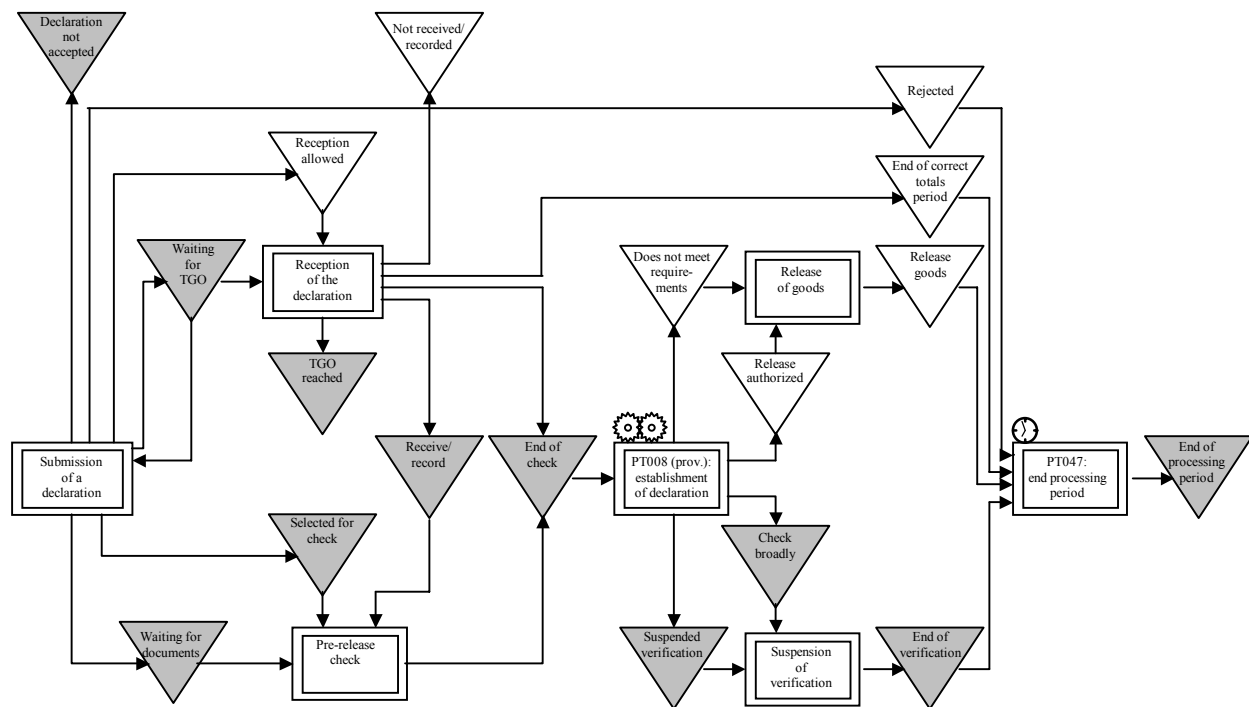 Declaration
not
accepted
Not received/
recorded
Rejected
Reception
allowed
End of correct
totals
period
Waiting
for
TGO
Reception
of the
declaration
Does not meet
require-
ments
Release
of goods
Release
goods
TGO
reached
Release
authorized
Submission
of a
declaration
Receive/
record
End of
check
PT008 (prov.):
establishment
of declaration
PT047:
end processing
period
End of
processing
period
Selected for
check
Check
broadly
Waiting for
documents
Pre-release
check
Suspended
verification
Suspension
of
verification
End of
verification